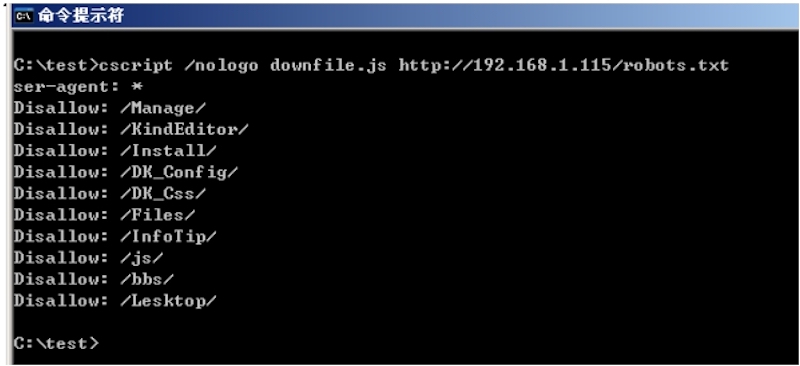 命令提示符
C:\test>cscript /nologo downfile.js http://192.168.1.115/robots.txt
ser-agent: *
Disallow: /Manage/
Disallow: /KindEditor/
Disallow: /Install/
Disallow: /DK_Config/
Disallow: /DK_Css/
Disallow: /Files/
Disallow: /InfoTip/
Disallow: /js/
Disallow: /bbs/
Disallow: /Lesktop/
C:\test>